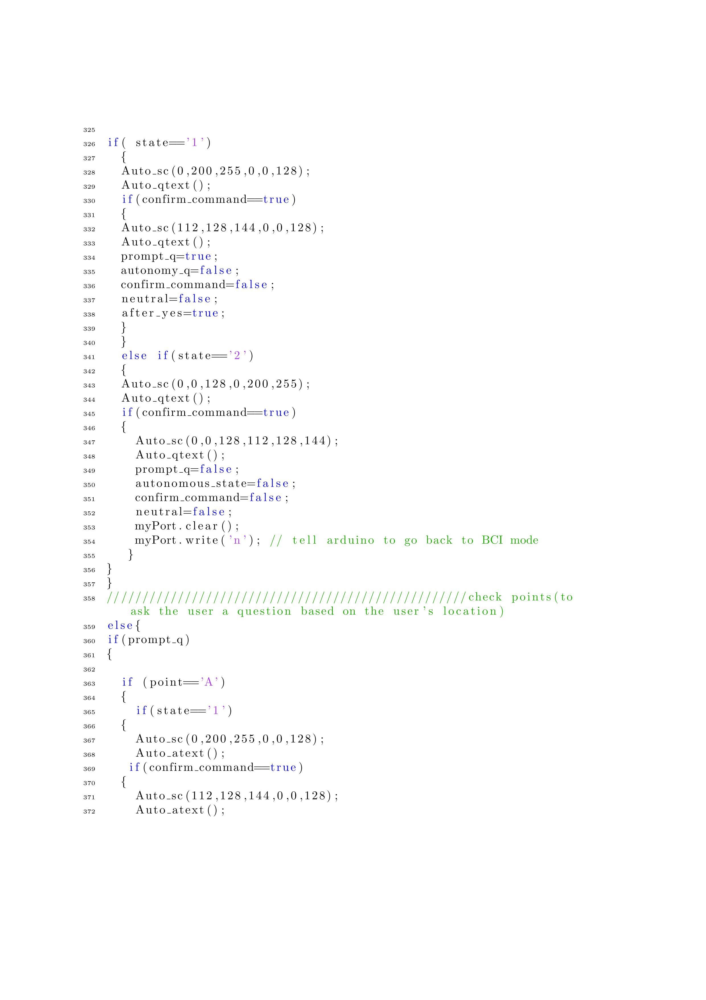 325
326 if( state=='1')
327 {
328 Auto_sc(0,200,255,0,0,128);
329 Auto_qtext();
330 if(confirm_command==true)
331 {
332 Auto_sc(112,128,144,0,0,128);
333 Auto_qtext();
334 prompt_q=true;
335 autonomy_q=false;
336 confirm_command=false;
337 neutral=false;
338 after_yes=true;
339 }
340 }
341 else if(state=='2')
342 {
343 Auto_sc(0,0,128,0,200,255);
344 Auto_qtext();
345 if(confirm_command==true)
346 {
347 Auto_sc(0,0,128,112,128,144);
348 Auto_qtext();
349 prompt_q=false;
350 autonomous_state=false;
351 confirm_command=false;
352 neutral=false;
353 myPort.clear();
354 myPort.write('n'); // tell arduino to go back to BCI mode
355 }
356 }
357 }
358 ///////////////////////////////////////////////////check points(to
ask the user a question based on the user's location)
359 else{
360 if(prompt_q)
361 {
362
363 if (point=='A')
364 {
365 if(state=='1')
366 {
367 Auto_sc(0,200,255,0,0,128);
368 Auto_atext();
369 if(confirm_command==true)
370 {
371 Auto_sc(112,128,144,0,0,128);
372 Auto_atext();